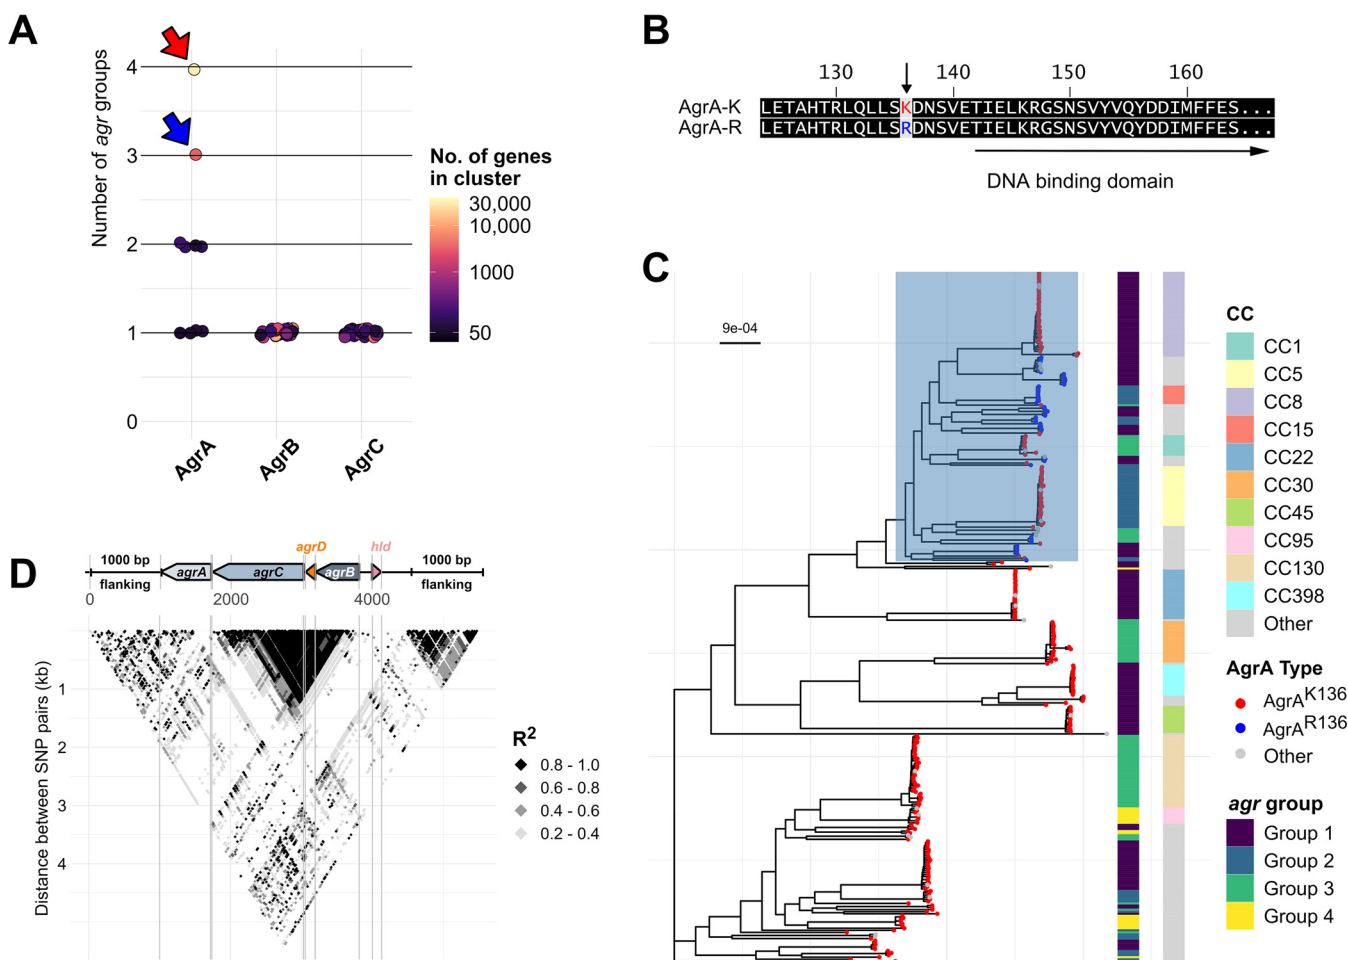 A
Number of agr groups
4
3
2
1
0
AgrA
AgrB
AgrC
No. of genes
in cluster
30,000
10,000
1000
50
B
130
140
150
160
AgrA-K
LETAHTRLQLLSKDNSVETIELKRGSNSVYVQYDDIMFFES...
AgrA-R
LETAHTRLQLLSRDNSVETIELKRGSNSVYVQYDDIMFFES...
DNA binding domain
C
9e-04
CC
CC1
CC5
CC8
CC15
CC22
CC30
CC45
CC95
CC130
CC398
Other
AgrA Type
AgrAK136
AgrAR136
Other
agr group
Group 1
Group 2
Group 3
Group 4
D
1000 bp
flanking
agrA
agrC
agrD
agrB
hld
1000 bp
flanking
0
2000
4000
Distance between SNP pairs (kb)
1
2
3
4
R2
0.8 - 1.0
0.6 - 0.8
0.4 - 0.6
0.2 - 0.4